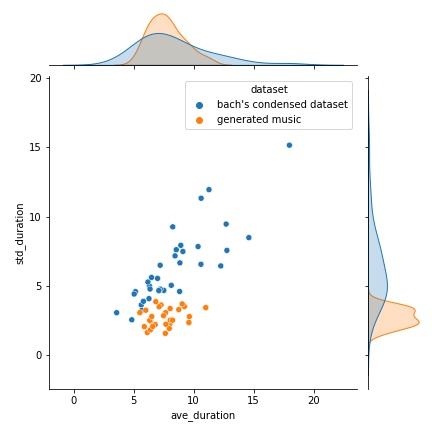 20
15
10
5
0
std_duration
dataset
bach's condensed dataset
generated music
0 5 10 15 20
ave_duration